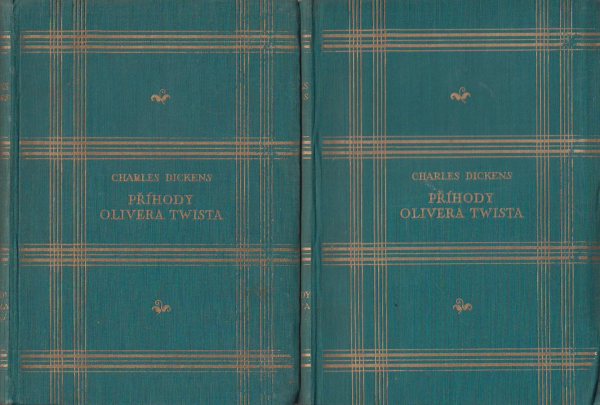 CHARLES DICKENS
PŘÍHODY
OLIVERA TWISTA
CHARLES DICKENS
PŘÍHODY
OLIVERA TWISTA